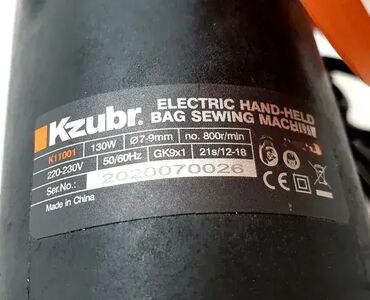 Kzubr. ELECTRIC HAND-HELD
BAG SEWING MACHINE
K11001 130W Ø7-9mm no. 800r/min
220-230V 50/60Hz GK9x1 21s/12-18
Ser.No.: 2020070026
Made in China